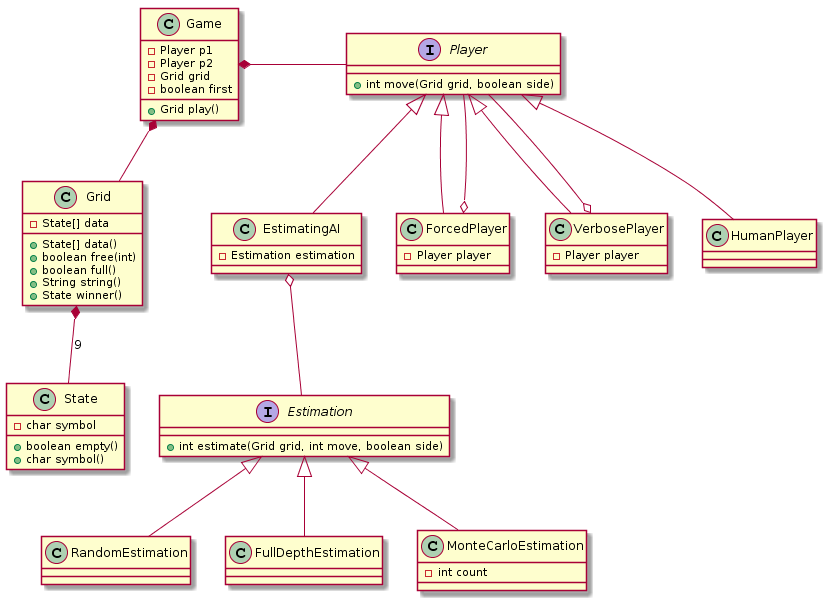 C Game
Player p1
Player p2
Grid grid
boolean first
Grid play()
I Player
int move(Grid grid, boolean side)
C Grid
State[] data
State[] data()
boolean free(int)
boolean full()
String string()
State winner()
C EstimatingAI
Estimation estimation
C ForcedPlayer
Player player
C VerbosePlayer
Player player
C HumanPlayer
9
C State
char symbol
boolean empty()
char symbol()
I Estimation
int estimate(Grid grid, int move, boolean side)
C RandomEstimation
C FullDepthEstimation
C MonteCarloEstimation
int count